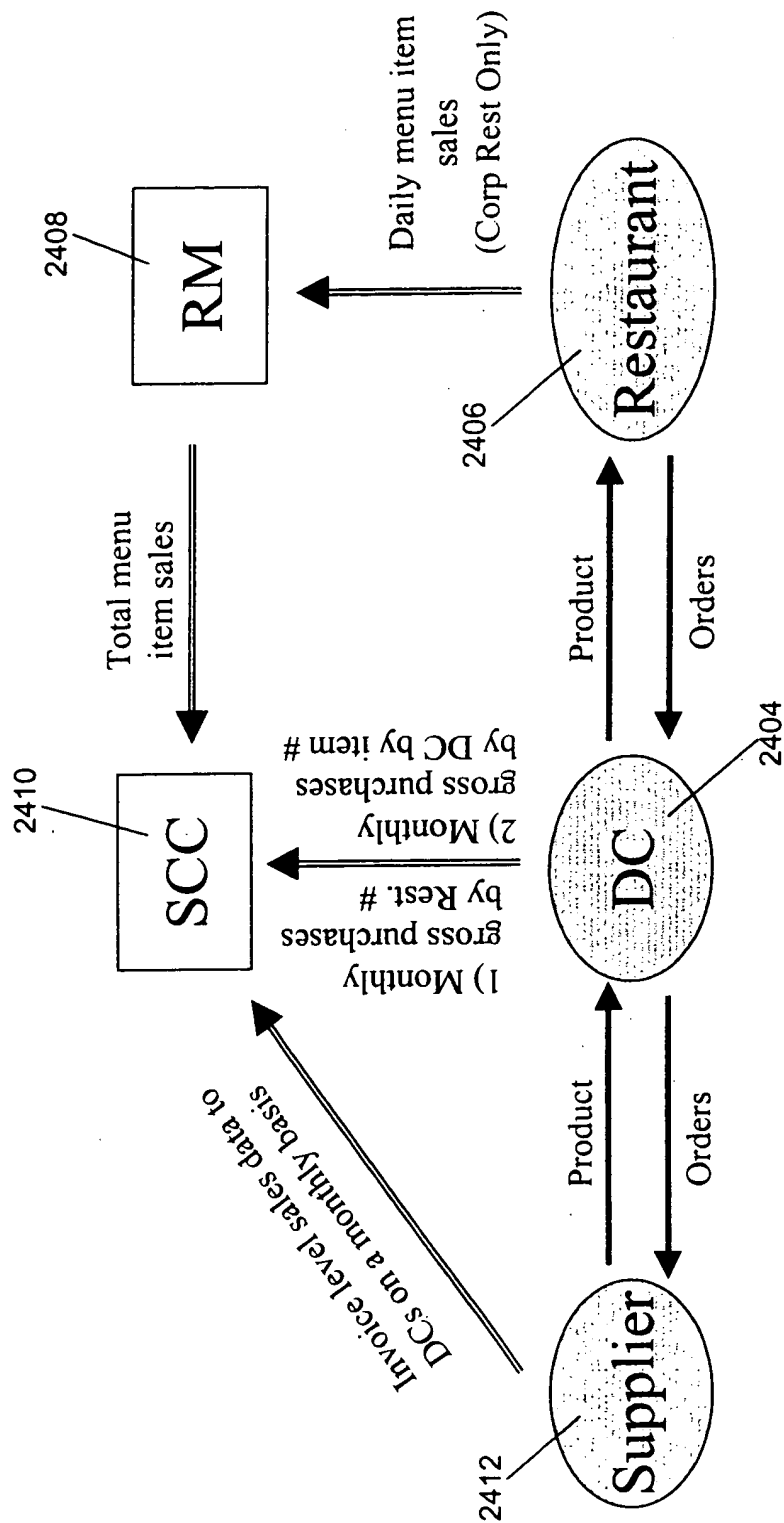 2410
SCC
Total menu
item sales
2408
RM
Invoice level sales data to
DCs on a monthly basis
1) Monthly
gross purchases
by Rest. #
2) Monthly
gross purchases
by DC by item #
Daily menu item
sales
(Corp Rest Only)
2412
Supplier
Product
Orders
DC
2404
Product
Orders
2406
Restaurant